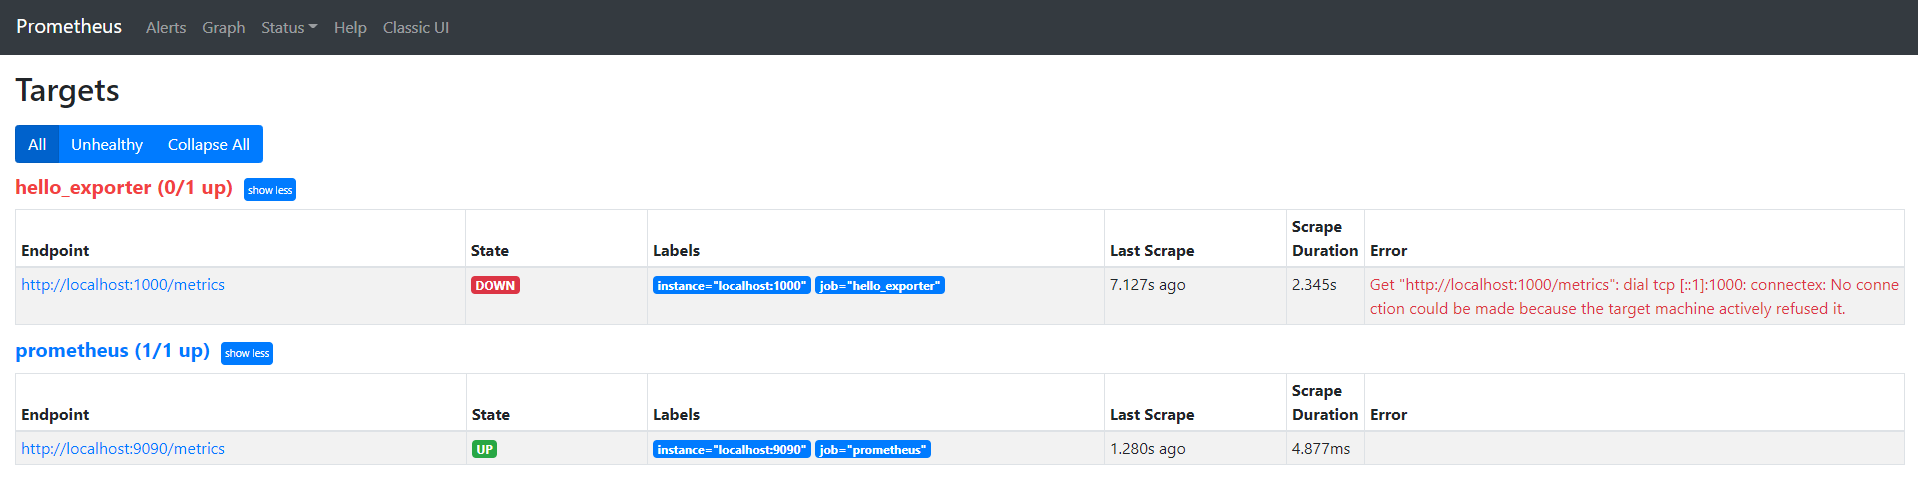 Prometheus Alerts Graph Status Help Classic UI
Targets
All Unhealthy Collapse All
hello_exporter (0/1 up) show less
Endpoint State Labels Last Scrape Scrape Duration Error
http://localhost:1000/metrics DOWN instance="localhost:1000" job="hello_exporter" 7.127s ago 2.345s Get "http://localhost:1000/metrics": dial tcp [::1]:1000: connectex: No conne
ction could be made because the target machine actively refused it.
prometheus (1/1 up) show less
Endpoint State Labels Last Scrape Scrape Duration Error
http://localhost:9090/metrics UP instance="localhost:9090" job="prometheus" 1.280s ago 4.877ms